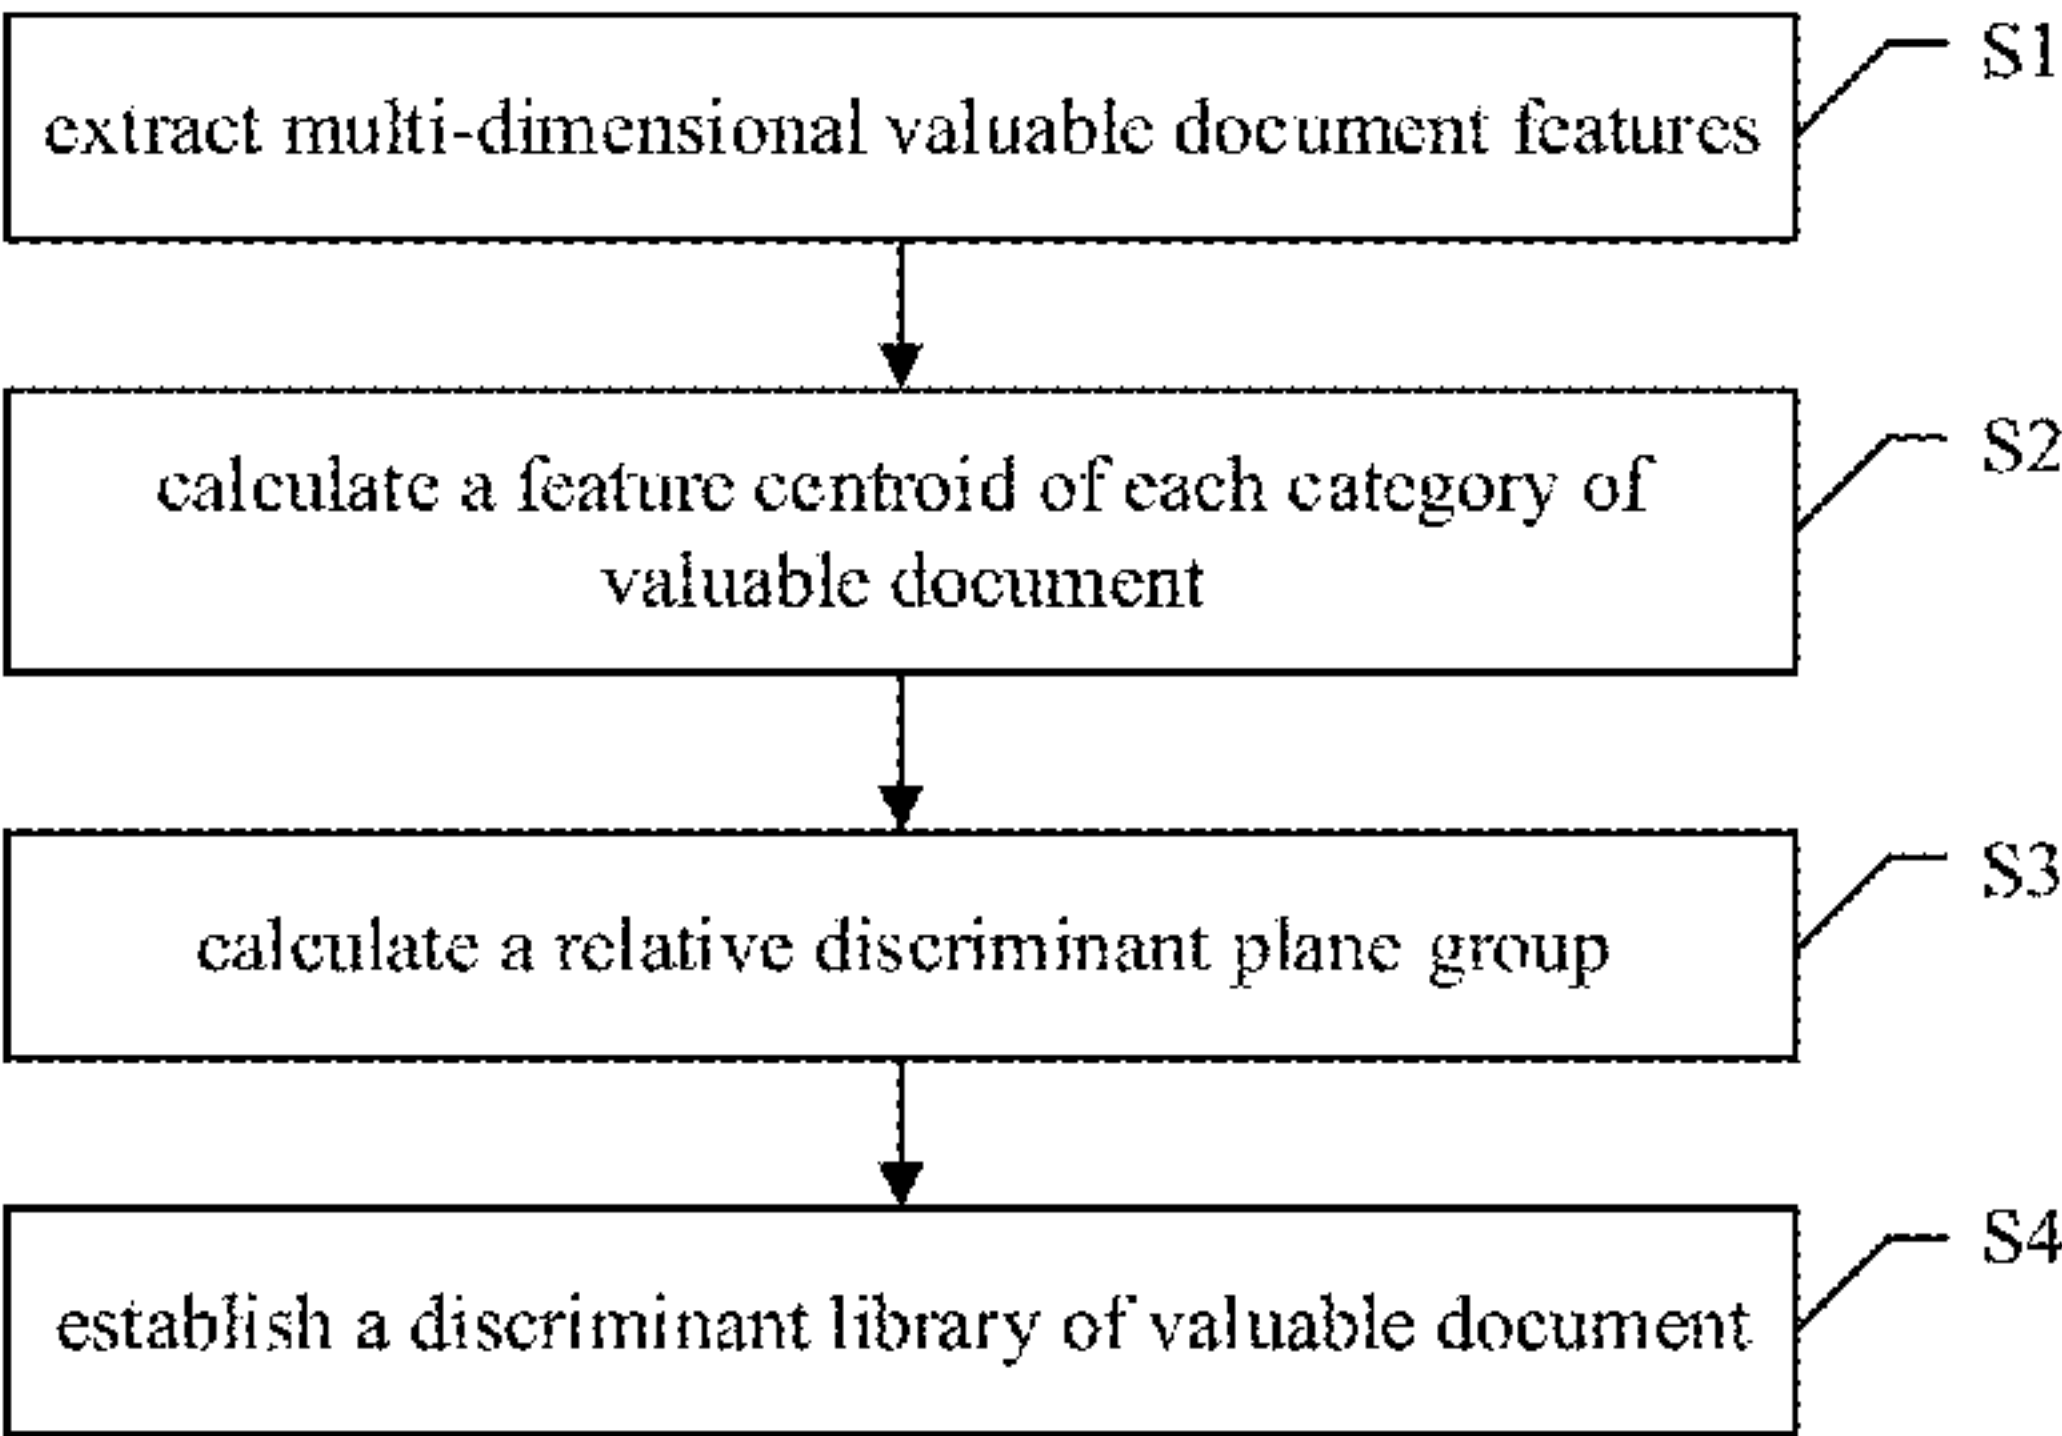 S1
extract multi-dimensional valuable document features
S2
calculate a feature centroid of each category of
valuable document
S3
calculate a relative discriminant plane group
S4
establish a discriminant library of valuable document